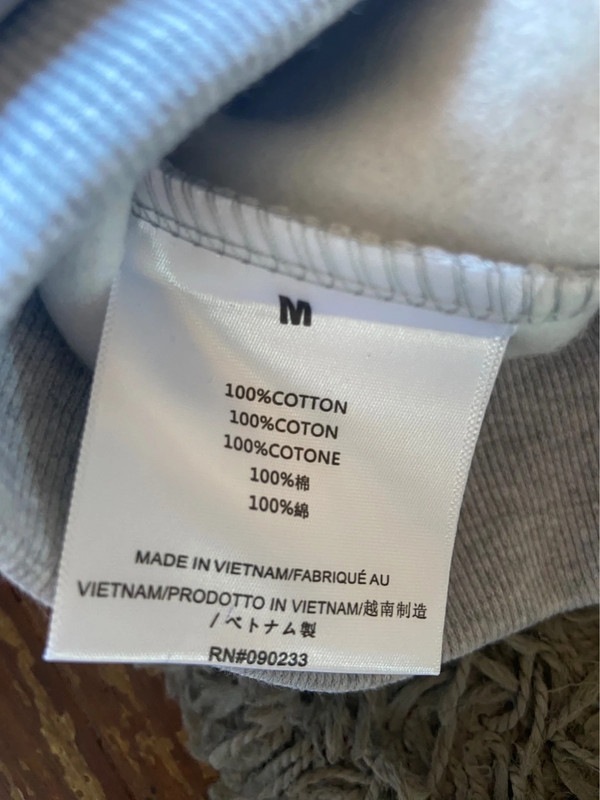 M
100%COTTON
100%COTON
100%COTONE
100%棉
100%綿
MADE IN VIETNAM/FABRIQUÉ AU
VIETNAM/PRODOTTO IN VIETNAM/越南制造
/ベトナム製
RN#090233